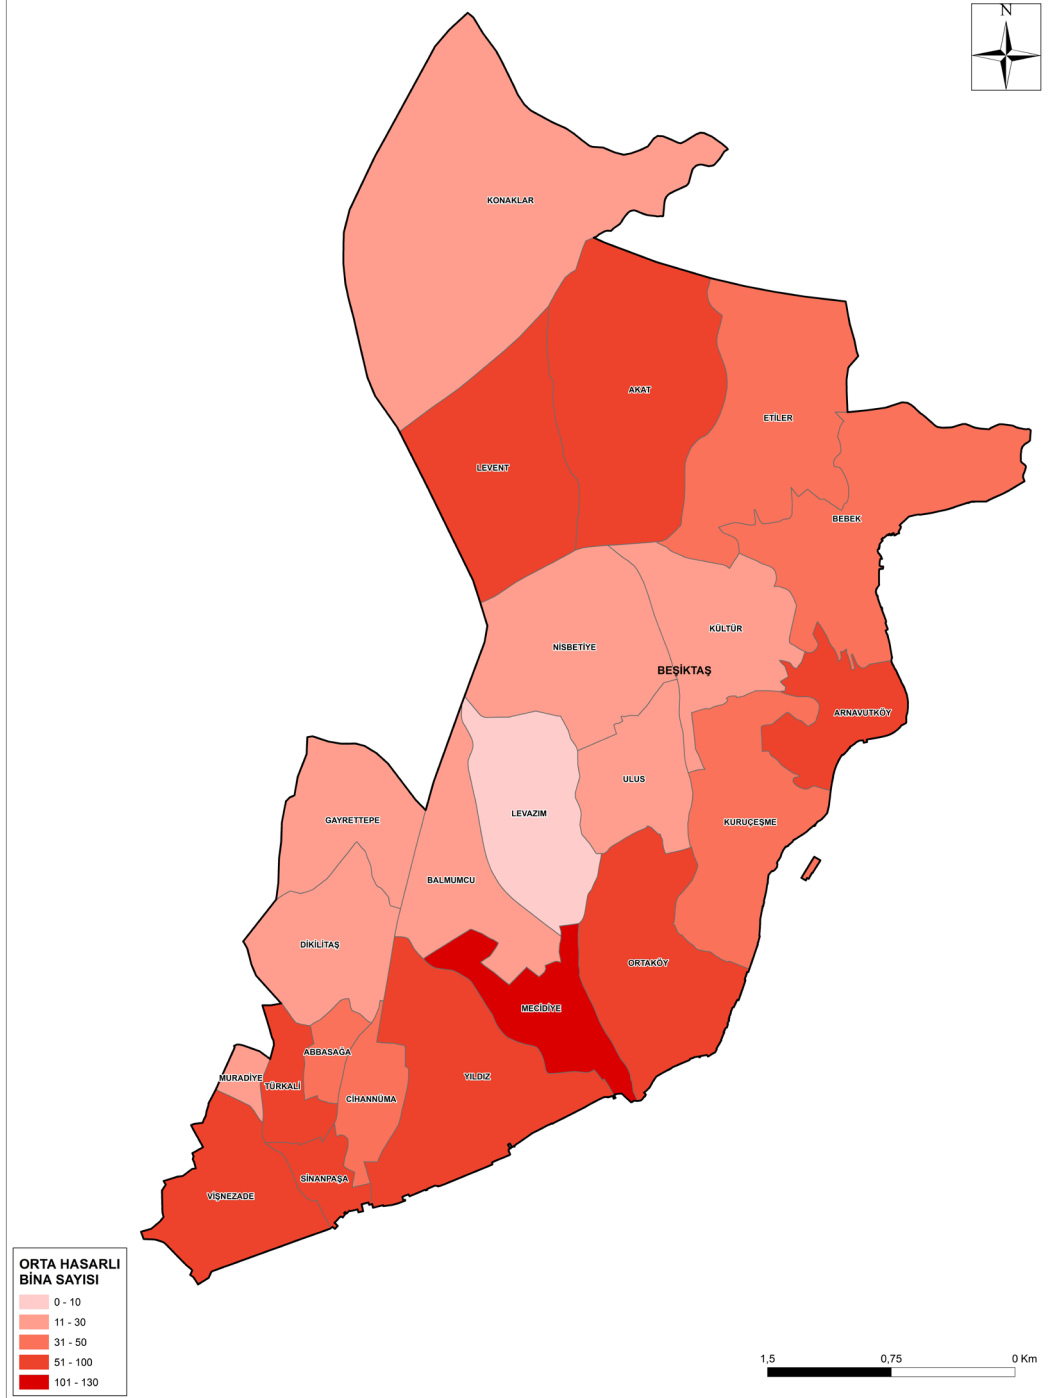 N
KONAKLAR
AKAT
ETİLER
LEVENT
BEBEK
KÜLTÜR
NİSBETİYE
BEŞİKTAŞ
ARNAVUTKÖY
ULUS
LEVAZIM
GAYRETTEPE
KURUÇEŞME
BALMUMCU
DİKİLİTAŞ
ORTAKÖY
MECİDİYE
ABBASAĞA
MURADİYE
YILDIZ
TÜRKALİ
CİHANNÜMA
SİNANPAŞA
VİŞNEZADE
ORTA HASARLI
BİNA SAYISI
0 - 10
11 - 30
31 - 50
51 - 100
101 - 130
1,5 0,75 0 Km